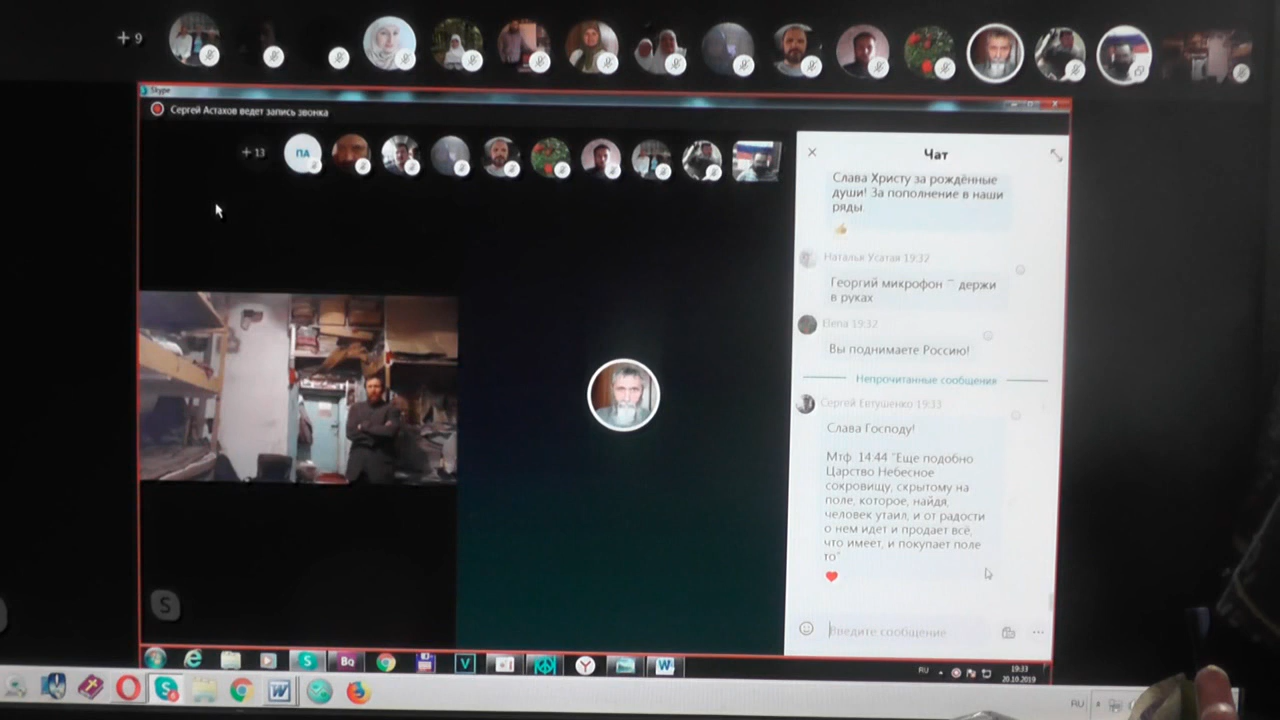 + 9
Skype
Сергей Астахов ведет запись звонка
+ 13
ПА
Чат
Слава Христу за рождённые
души! За пополнение в наши
ряды.
Наталья Усатая 19:32
Георгий микрофон держи
в руках
Elena 19:32
Вы поднимаете Россию!
Непрочитанные сообщения
Сергей Евтушенко 19:33
Слава Господу!
Мтф. 14:44 "Еще подобно
Царство Небесное
сокровищу, скрытому на
поле, которое, найдя,
человек утаил, и от радости
о нем идет и продает всё,
что имеет, и покупает поле
то"
Введите сообщение
RU
19:33
20.10.2019
RU